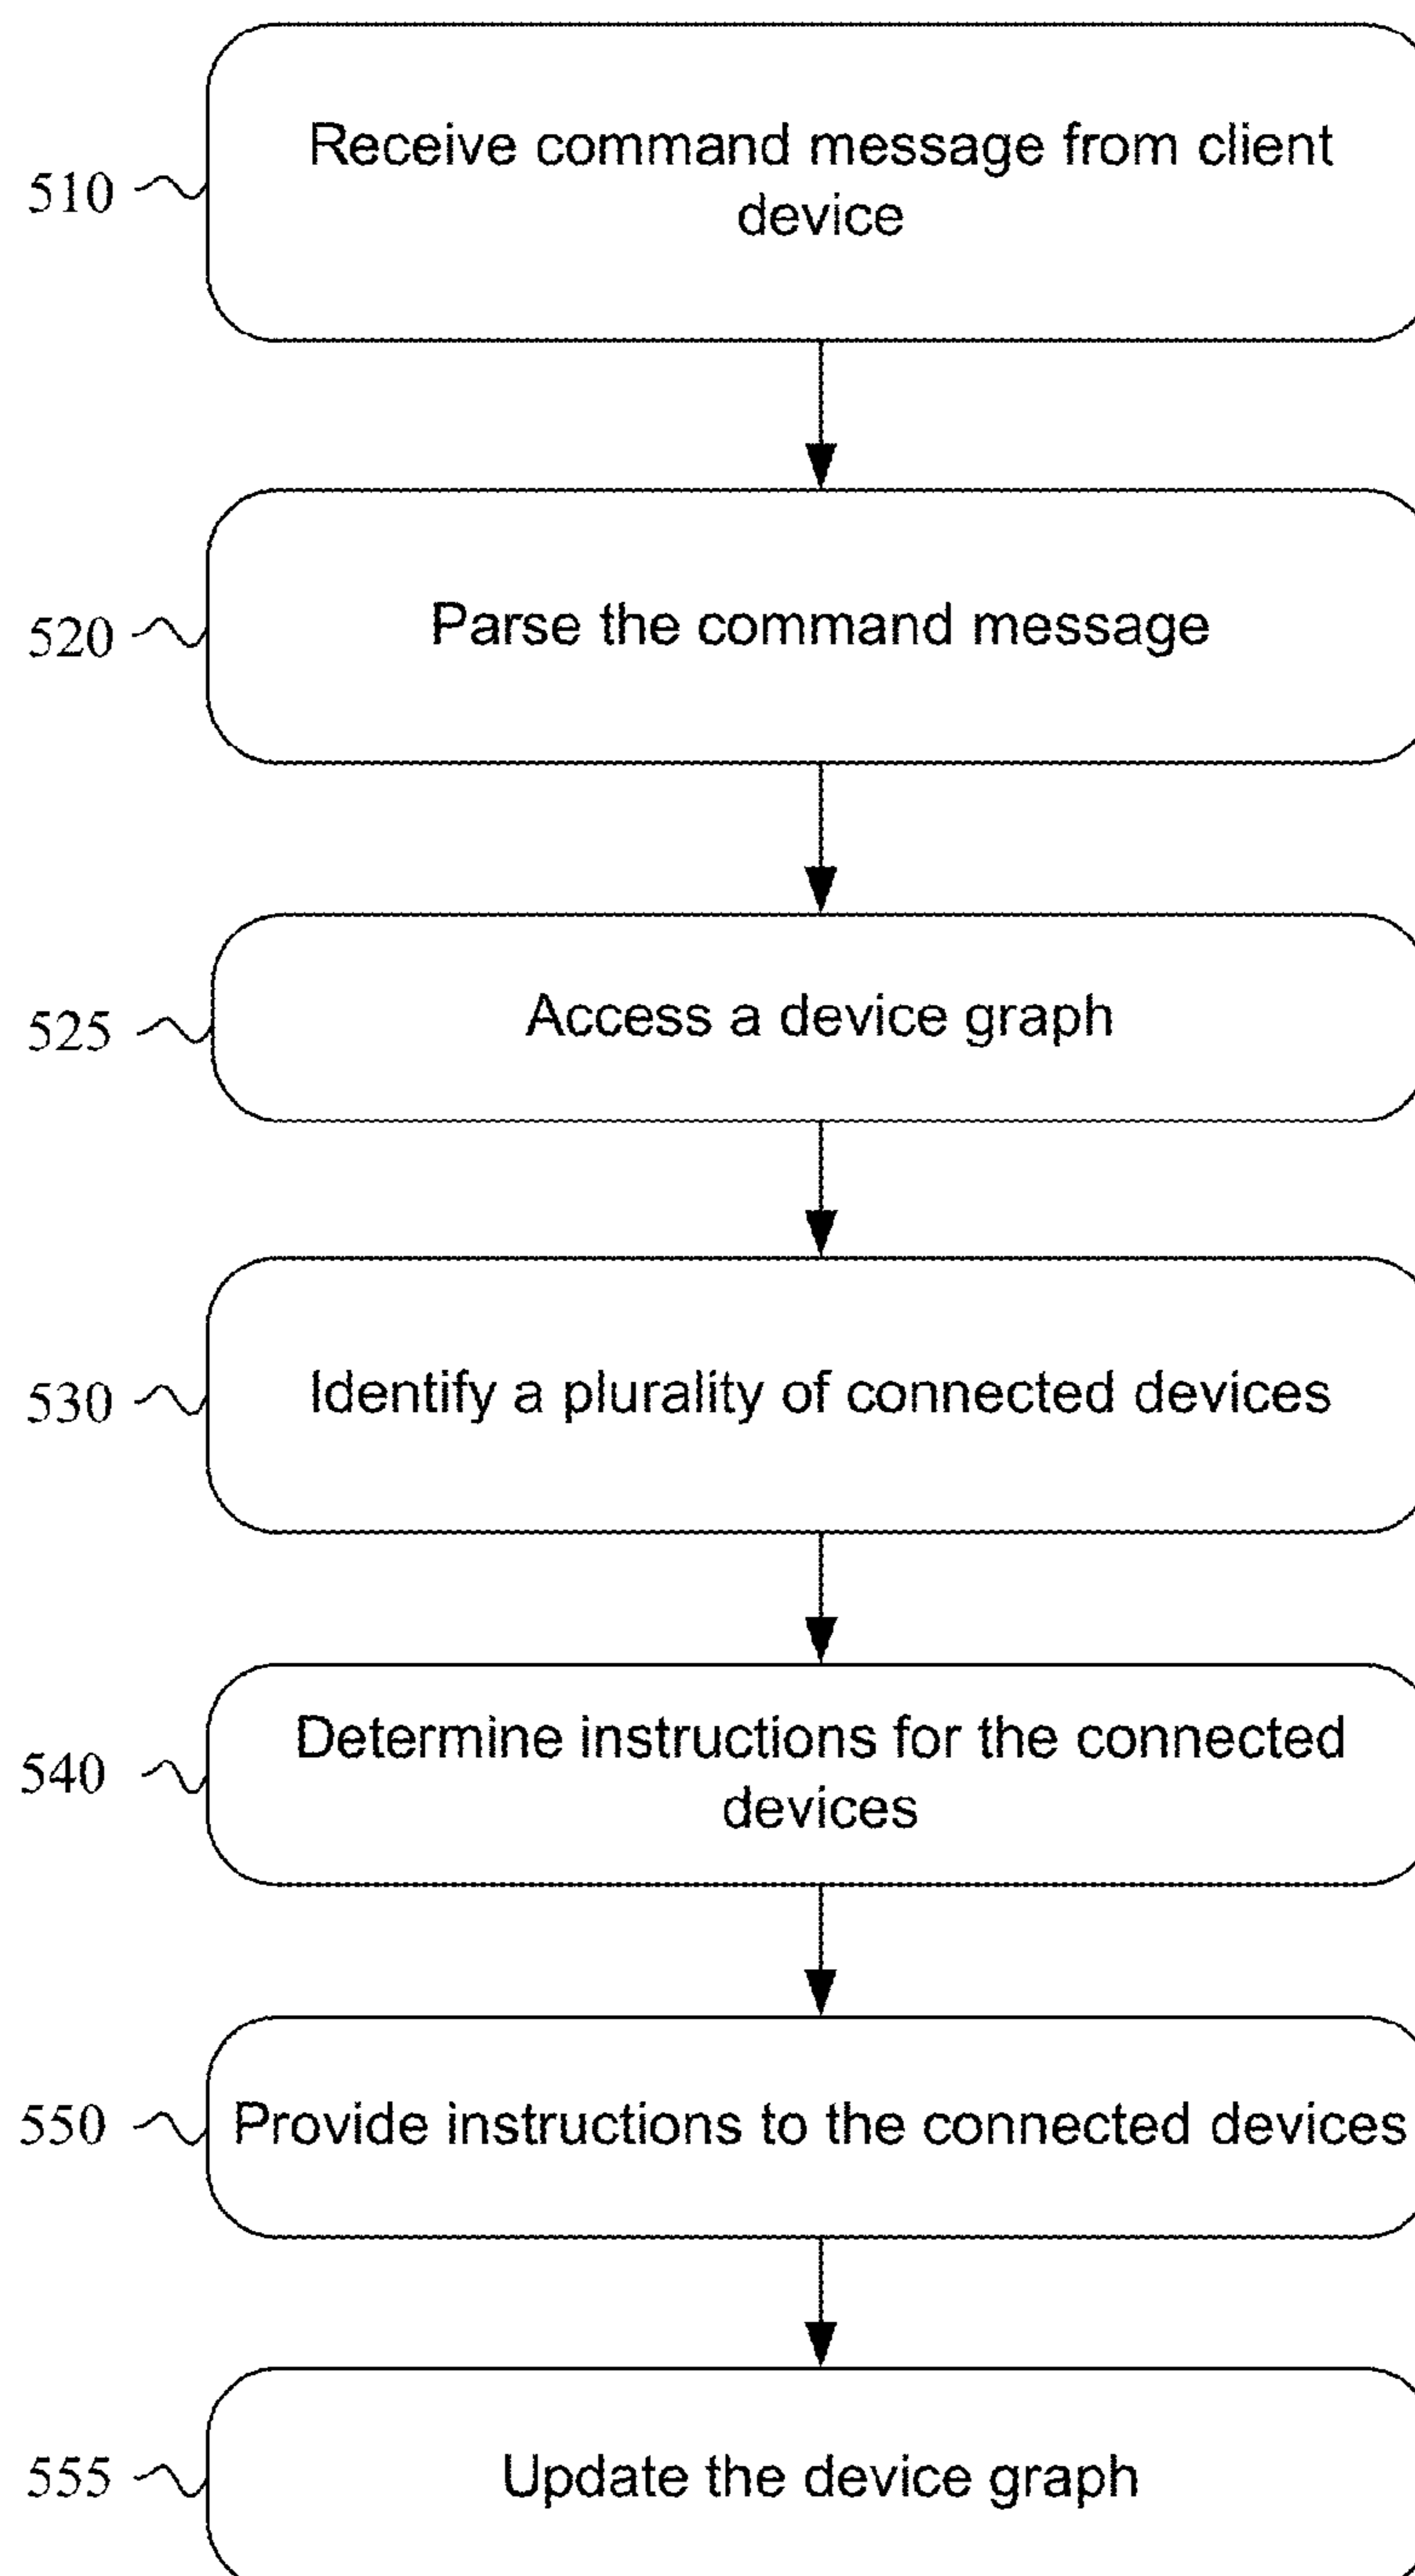 510
Receive command message from client
device
520
Parse the command message
525
Access a device graph
530
Identify a plurality of connected devices
540
Determine instructions for the connected
devices
550
Provide instructions to the connected devices
555
Update the device graph